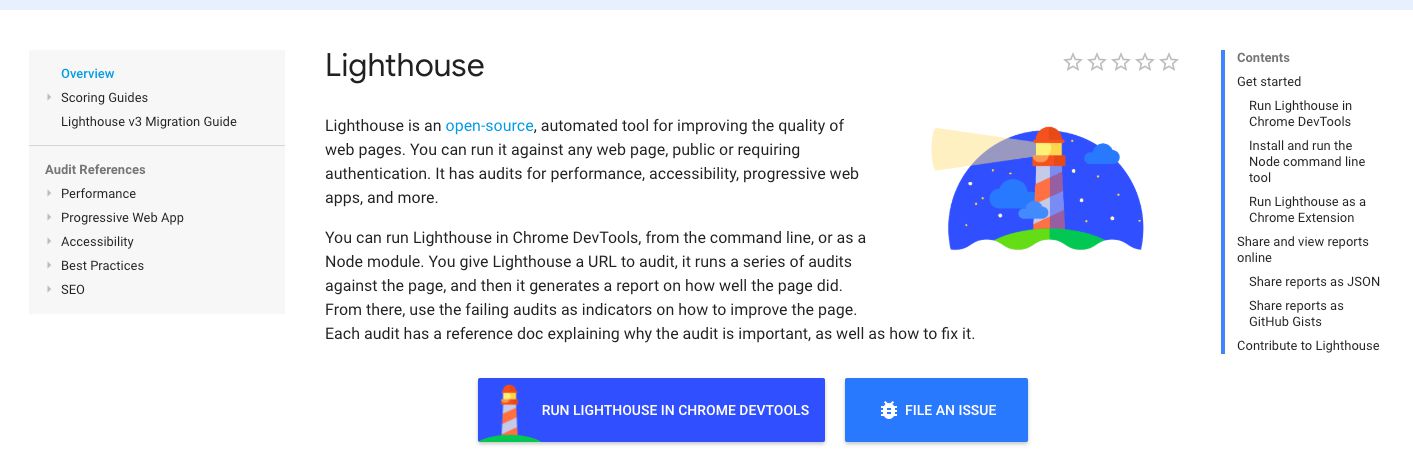 Overview
Scoring Guides
Lighthouse v3 Migration Guide
Audit References
Performance
Progressive Web App
Accessibility
Best Practices
SEO
Lighthouse
Lighthouse is an open-source, automated tool for improving the quality of
web pages. You can run it against any web page, public or requiring
authentication. It has audits for performance, accessibility, progressive web
apps, and more.
You can run Lighthouse in Chrome DevTools, from the command line, or as a
Node module. You give Lighthouse a URL to audit, it runs a series of audits
against the page, and then it generates a report on how well the page did.
From there, use the failing audits as indicators on how to improve the page.
Each audit has a reference doc explaining why the audit is important, as well as how to fix it.
RUN LIGHTHOUSE IN CHROME DEVTOOLS
FILE AN ISSUE
Contents
Get started
Run Lighthouse in
Chrome DevTools
Install and run the
Node command line
tool
Run Lighthouse as a
Chrome Extension
Share and view reports
online
Share reports as JSON
Share reports as
GitHub Gists
Contribute to Lighthouse